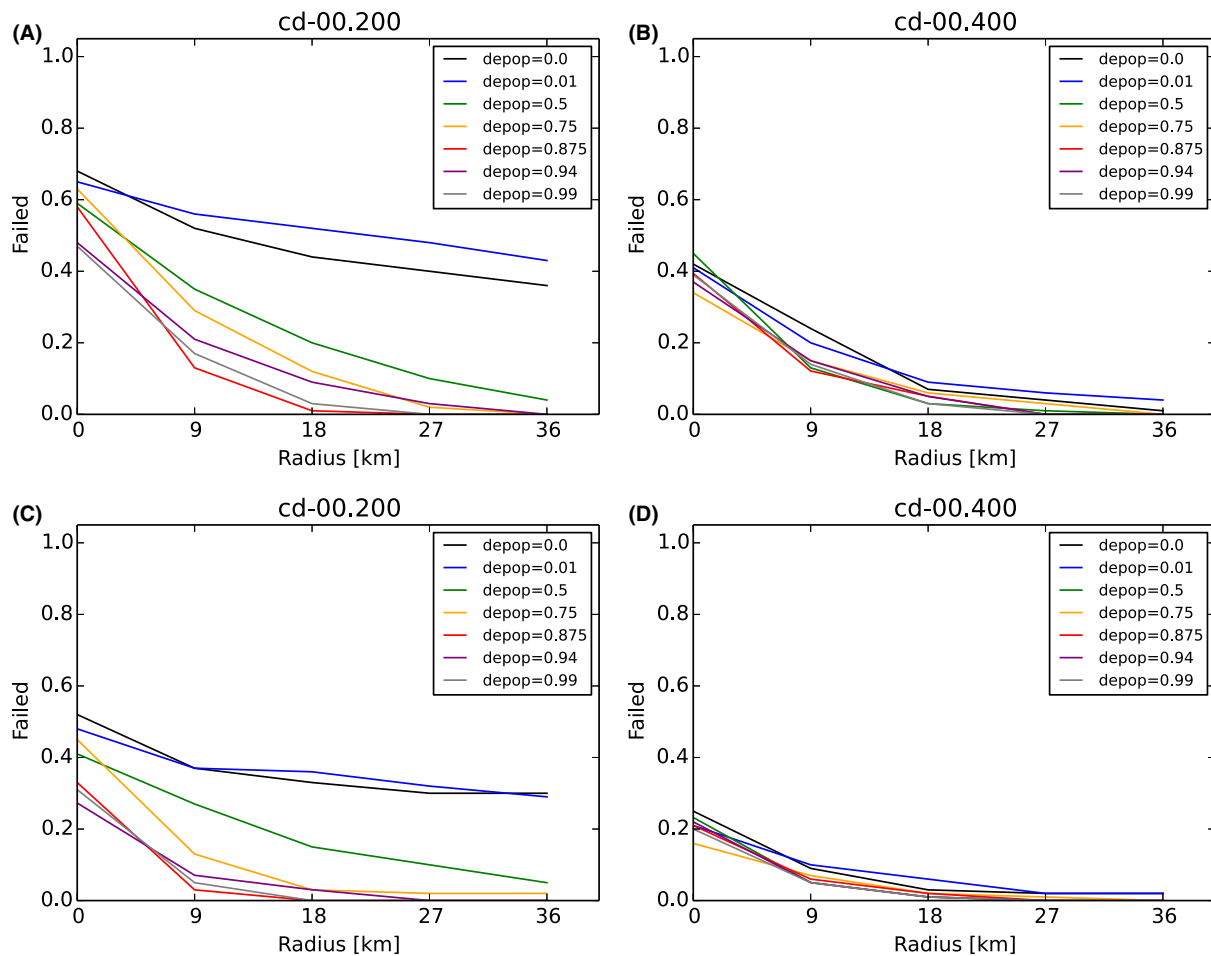 (A)
cd-00.200
1.0
0.8
0.6
0.4
0.2
0.0
Failed
0 9 18 27 36
Radius [km]
depop=0.0
depop=0.01
depop=0.5
depop=0.75
depop=0.875
depop=0.94
depop=0.99
(B)
cd-00.400
1.0
0.8
0.6
0.4
0.2
0.0
Failed
0 9 18 27 36
Radius [km]
depop=0.0
depop=0.01
depop=0.5
depop=0.75
depop=0.875
depop=0.94
depop=0.99
(C)
cd-00.200
1.0
0.8
0.6
0.4
0.2
0.0
Failed
0 9 18 27 36
Radius [km]
depop=0.0
depop=0.01
depop=0.5
depop=0.75
depop=0.875
depop=0.94
depop=0.99
(D)
cd-00.400
1.0
0.8
0.6
0.4
0.2
0.0
Failed
0 9 18 27 36
Radius [km]
depop=0.0
depop=0.01
depop=0.5
depop=0.75
depop=0.875
depop=0.94
depop=0.99